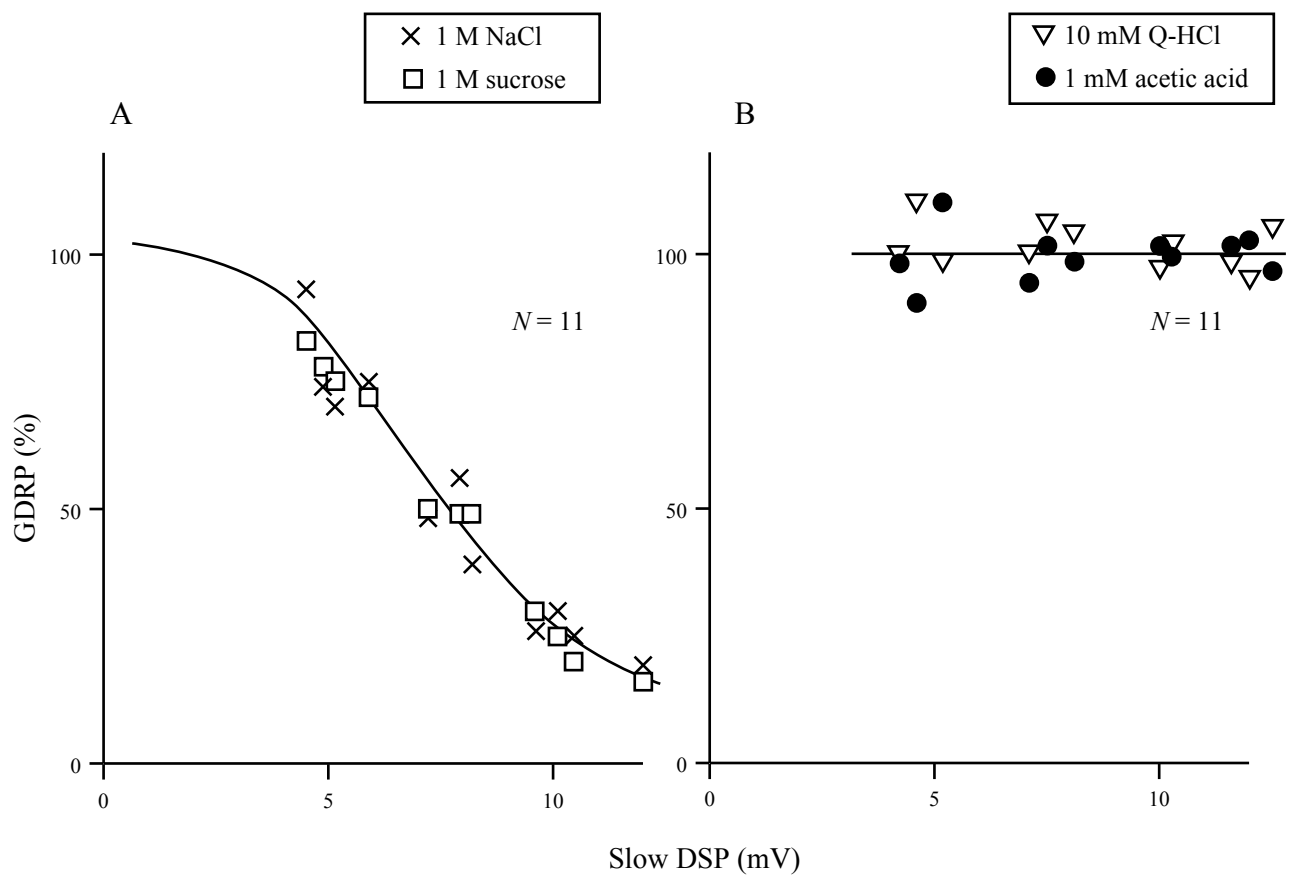 1 M NaCl
1 M sucrose
10 mM Q-HCl
1 mM acetic acid
A
B
100
50
0
0
5
10
N = 11
GDRP (%)
100
50
0
0
5
10
N = 11
Slow DSP (mV)